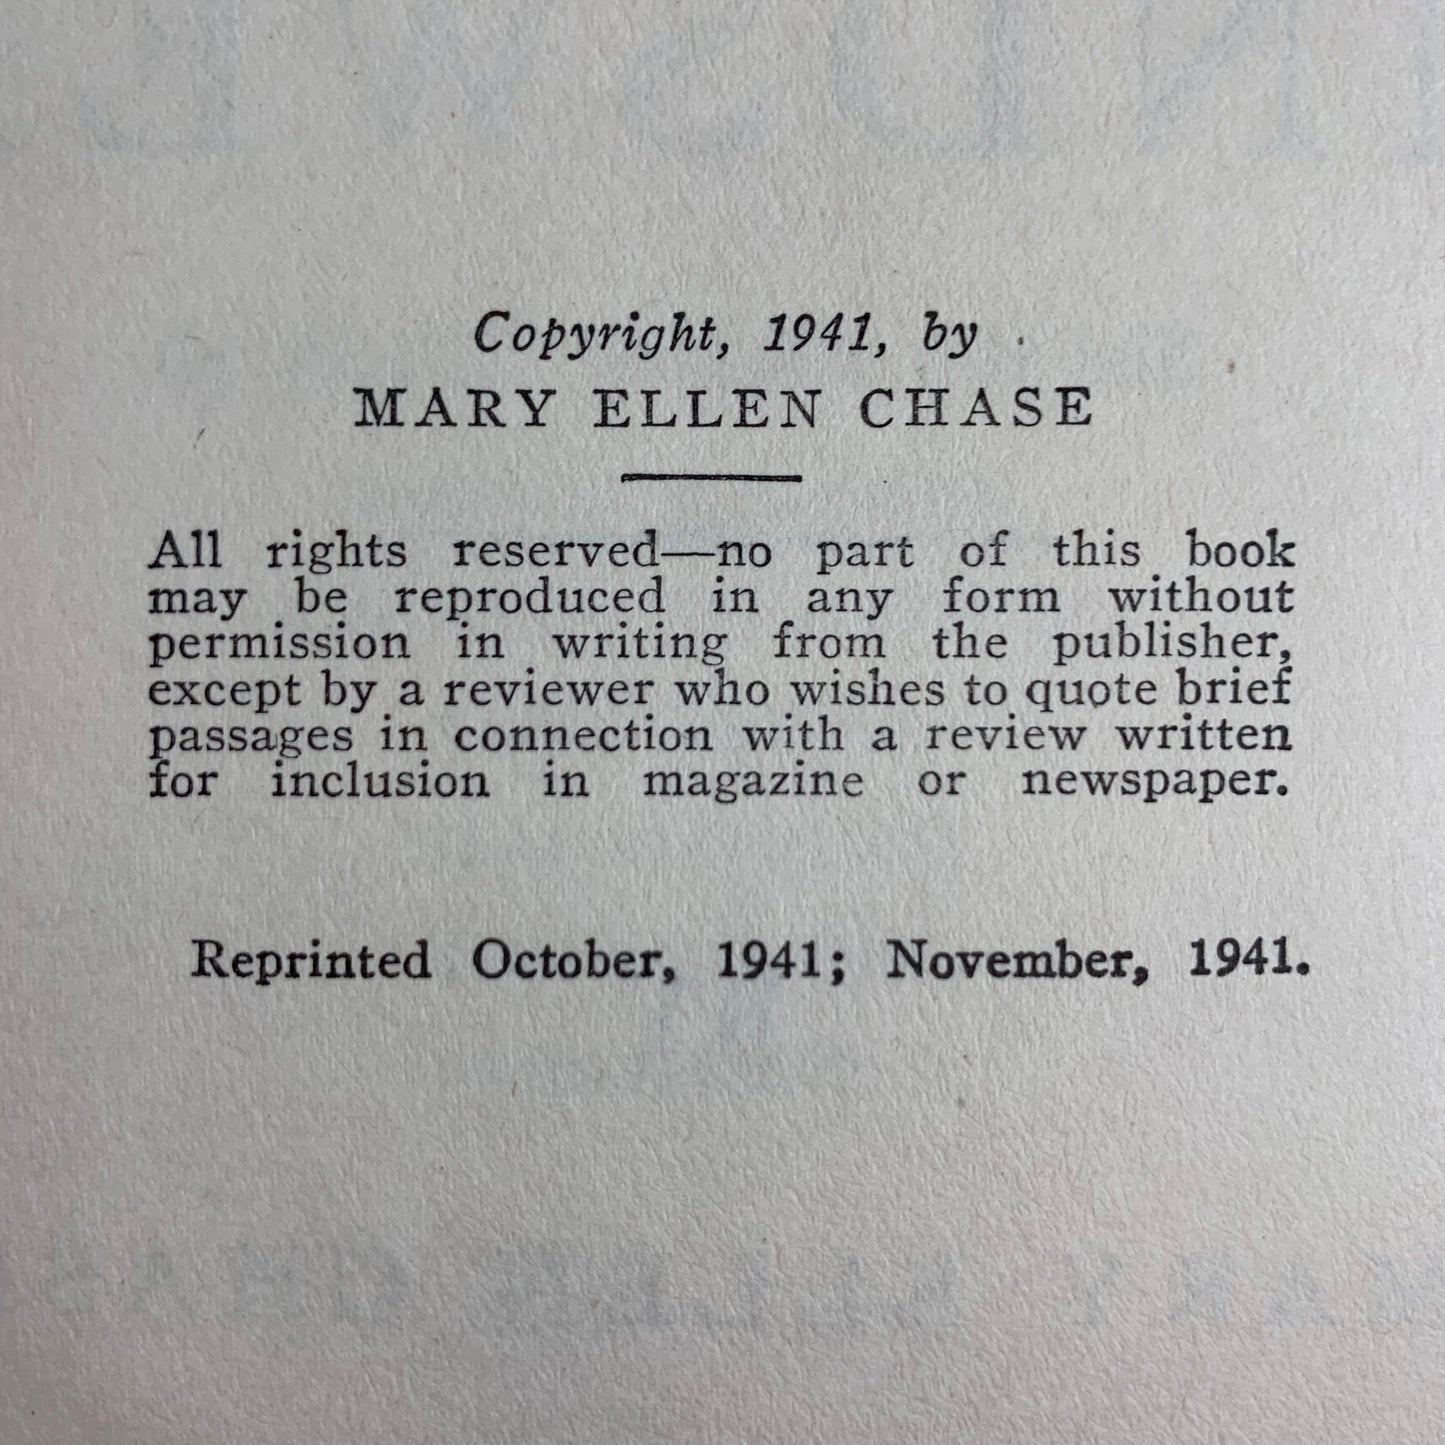 Copyright, 1941, by
MARY ELLEN CHASE
All rights reserved—no part of this book
may be reproduced in any form without
permission in writing from the publisher,
except by a reviewer who wishes to quote brief
passages in connection with a review written
for inclusion in magazine or newspaper.
Reprinted October, 1941; November, 1941.